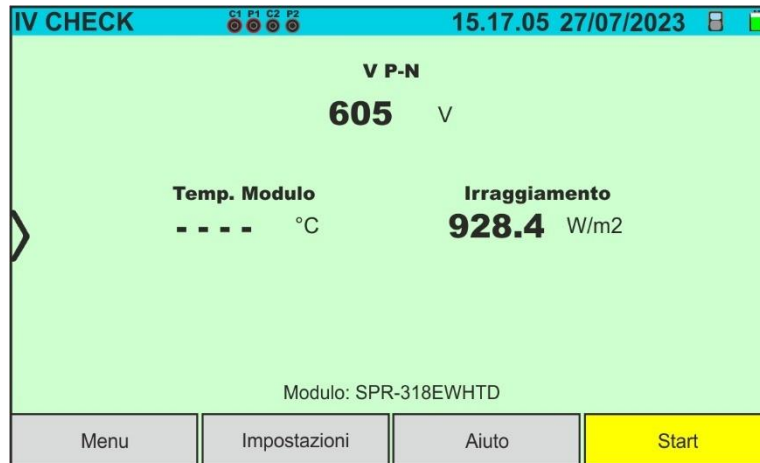 IV CHECK C1 P1 C2 P2 15.17.05 27/07/2023
V P-N
605 V
Temp. Modulo Irraggiamento
- - - - °C 928.4 W/m2
Modulo: SPR-318EWHTD
Menu Impostazioni Aiuto Start